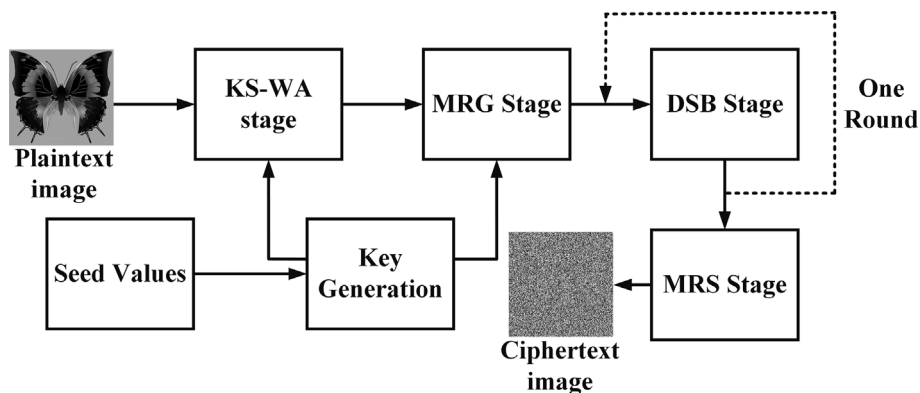 Plaintext
image
KS-WA
stage
MRG Stage
DSB Stage
One
Round
Seed Values
Key
Generation
Ciphertext
image
MRS Stage